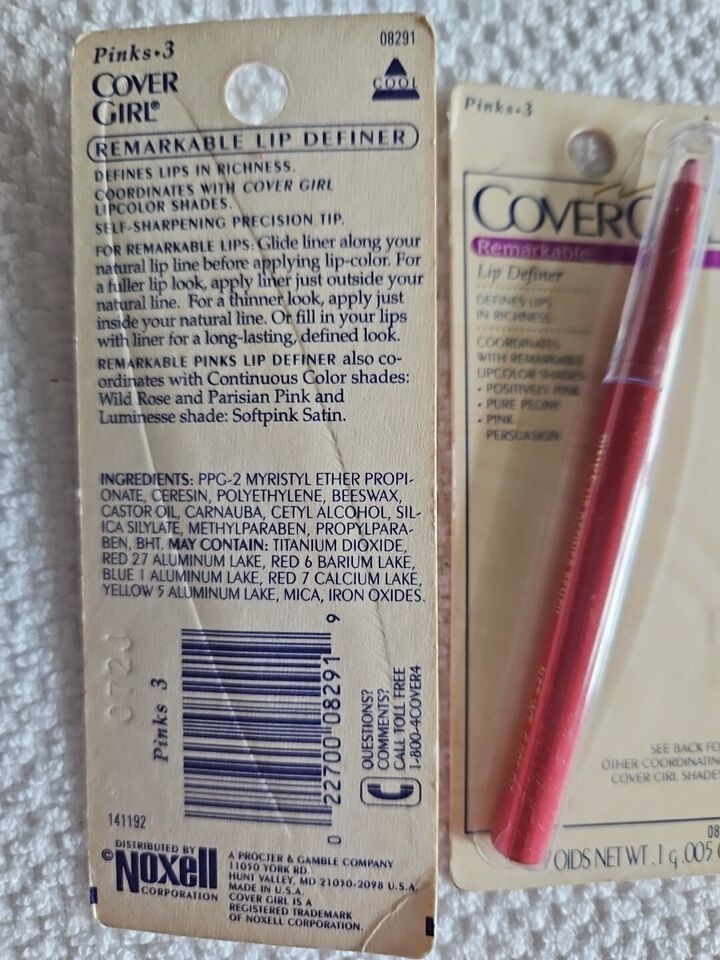 Pinks•3
08291
COVER
GIRL®
COOL
REMARKABLE LIP DEFINER
DEFINES LIPS IN RICHNESS.
COORDINATES WITH COVER GIRL
LIPCOLOR SHADES.
SELF-SHARPENING PRECISION TIP.
FOR REMARKABLE LIPS: Glide liner along your
natural lip line before applying lip-color. For
a fuller lip look, apply liner just outside your
natural line. For a thinner look, apply just
inside your natural line. Or fill in your lips
with liner for a long-lasting, defined look.
REMARKABLE PINKS LIP DEFINER also co-
ordinates with Continuous Color shades:
Wild Rose and Parisian Pink and
Luminesse shade: Softpink Satin.
INGREDIENTS: PPG-2 MYRISTYL ETHER PROPI-
ONATE, CERESIN, POLYETHYLENE, BEESWAX,
CASTOR OIL, CARNAUBA, CETYL ALCOHOL, SIL-
ICA SILYLATE, METHYLPARABEN, PROPYLPARA-
BEN, BHT. MAY CONTAIN: TITANIUM DIOXIDE,
RED 27 ALUMINUM LAKE, RED 6 BARIUM LAKE,
BLUE 1 ALUMINUM LAKE, RED 7 CALCIUM LAKE,
YELLOW 5 ALUMINUM LAKE, MICA, IRON OXIDES.
Pinks 3
0 22700 08291 9
QUESTIONS?
COMMENTS?
CALL TOLL FREE
1-800-4COVER4
141192
DISTRIBUTED BY
© Noxell
CORPORATION
A PROCTER & GAMBLE COMPANY
11050 YORK RD.
HUNT VALLEY, MD 21030-2098 U.S.A.
MADE IN U.S.A.
COVER GIRL IS A
REGISTERED TRADEMARK
OF NOXELL CORPORATION.
Pinks•3
COVER G
Remarkable
Lip Definer
DEFINES LIPS
IN RICHNESS
COORDINATES
WITH REMARKABLE
LIPCOLOR SHADES:
• POSITIVELY PINK
• PURE PEONY
• PINK
PERSUASION
SEE BACK FO
OTHER COORDINATIN
COVER GIRL SHADES
08
OIDS NET WT. .1 g .005